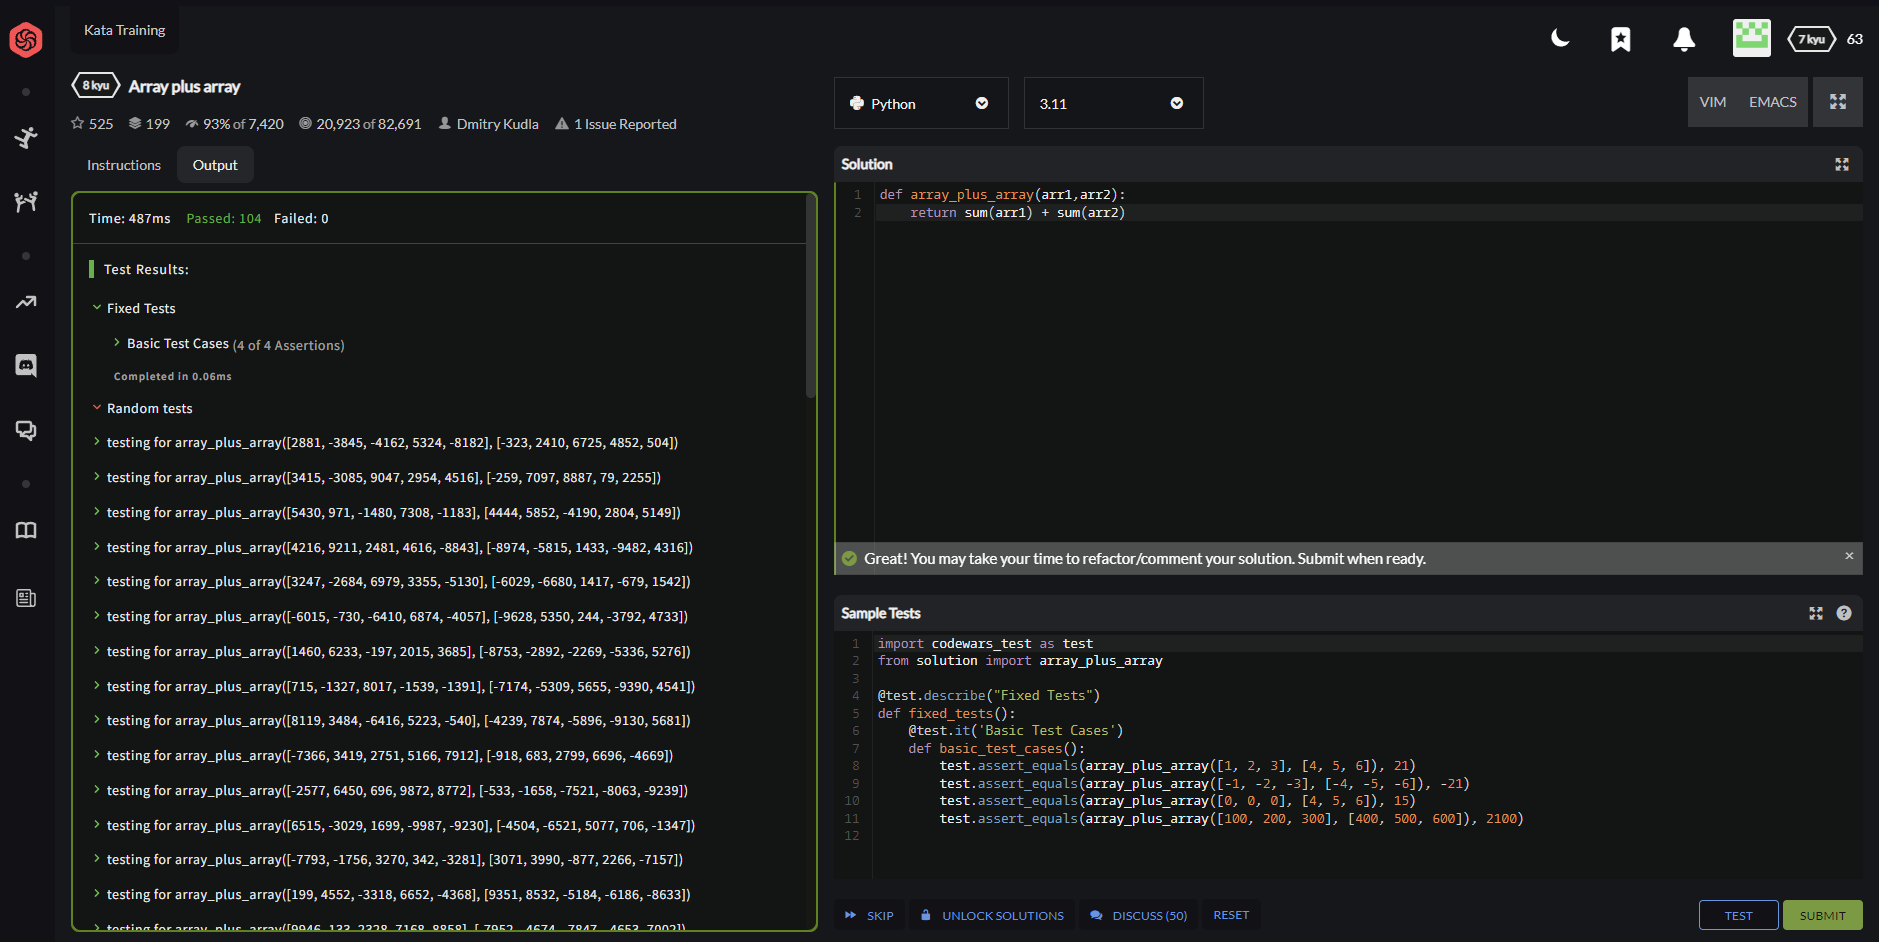 Kata Training
7 kyu 63
8 kyu Array plus array
525 199 93% of 7,420 20,923 of 82,691 Dmitry Kudla 1 Issue Reported
Instructions Output
Time: 487ms Passed: 104 Failed: 0
Test Results:
Fixed Tests
Basic Test Cases (4 of 4 Assertions)
Completed in 0.06ms
Random tests
testing for array_plus_array([2881, -3845, -4162, 5324, -8182], [-323, 2410, 6725, 4852, 504])
testing for array_plus_array([3415, -3085, 9047, 2954, 4516], [-259, 7097, 8887, 79, 2255])
testing for array_plus_array([5430, 971, -1480, 7308, -1183], [4444, 5852, -4190, 2804, 5149])
testing for array_plus_array([4216, 9211, 2481, 4616, -8843], [-8974, -5815, 1433, -9482, 4316])
testing for array_plus_array([3247, -2684, 6979, 3355, -5130], [-6029, -6680, 1417, -679, 1542])
testing for array_plus_array([-6015, -730, -6410, 6874, -4057], [-9628, 5350, 244, -3792, 4733])
testing for array_plus_array([1460, 6233, -197, 2015, 3685], [-8753, -2892, -2269, -5336, 5276])
testing for array_plus_array([715, -1327, 8017, -1539, -1391], [-7174, -5309, 5655, -9390, 4541])
testing for array_plus_array([8119, 3484, -6416, 5223, -540], [-4239, 7874, -5896, -9130, 5681])
testing for array_plus_array([-7366, 3419, 2751, 5166, 7912], [-918, 683, 2799, 6696, -4669])
testing for array_plus_array([-2577, 6450, 696, 9872, 8772], [-533, -1658, -7521, -8063, -9239])
testing for array_plus_array([6515, -3029, 1699, -9987, -9230], [-4504, -6521, 5077, 706, -1347])
testing for array_plus_array([-7793, -1756, 3270, 342, -3281], [3071, 3990, -877, 2266, -7157])
testing for array_plus_array([199, 4552, -3318, 6652, -4368], [9351, 8532, -5184, -6186, -8633])
Python 3.11
VIM EMACS
Solution
1 def array_plus_array(arr1,arr2):
2 return sum(arr1) + sum(arr2)
Great! You may take your time to refactor/comment your solution. Submit when ready.
Sample Tests
1 import codewars_test as test
2 from solution import array_plus_array
3
4 @test.describe("Fixed Tests")
5 def fixed_tests():
6 @test.it('Basic Test Cases')
7 def basic_test_cases():
8 test.assert_equals(array_plus_array([1, 2, 3], [4, 5, 6]), 21)
9 test.assert_equals(array_plus_array([-1, -2, -3], [-4, -5, -6]), -21)
10 test.assert_equals(array_plus_array([0, 0, 0], [4, 5, 6]), 15)
11 test.assert_equals(array_plus_array([100, 200, 300], [400, 500, 600]), 2100)
12
SKIP UNLOCK SOLUTIONS DISCUSS (50) RESET
TEST SUBMIT